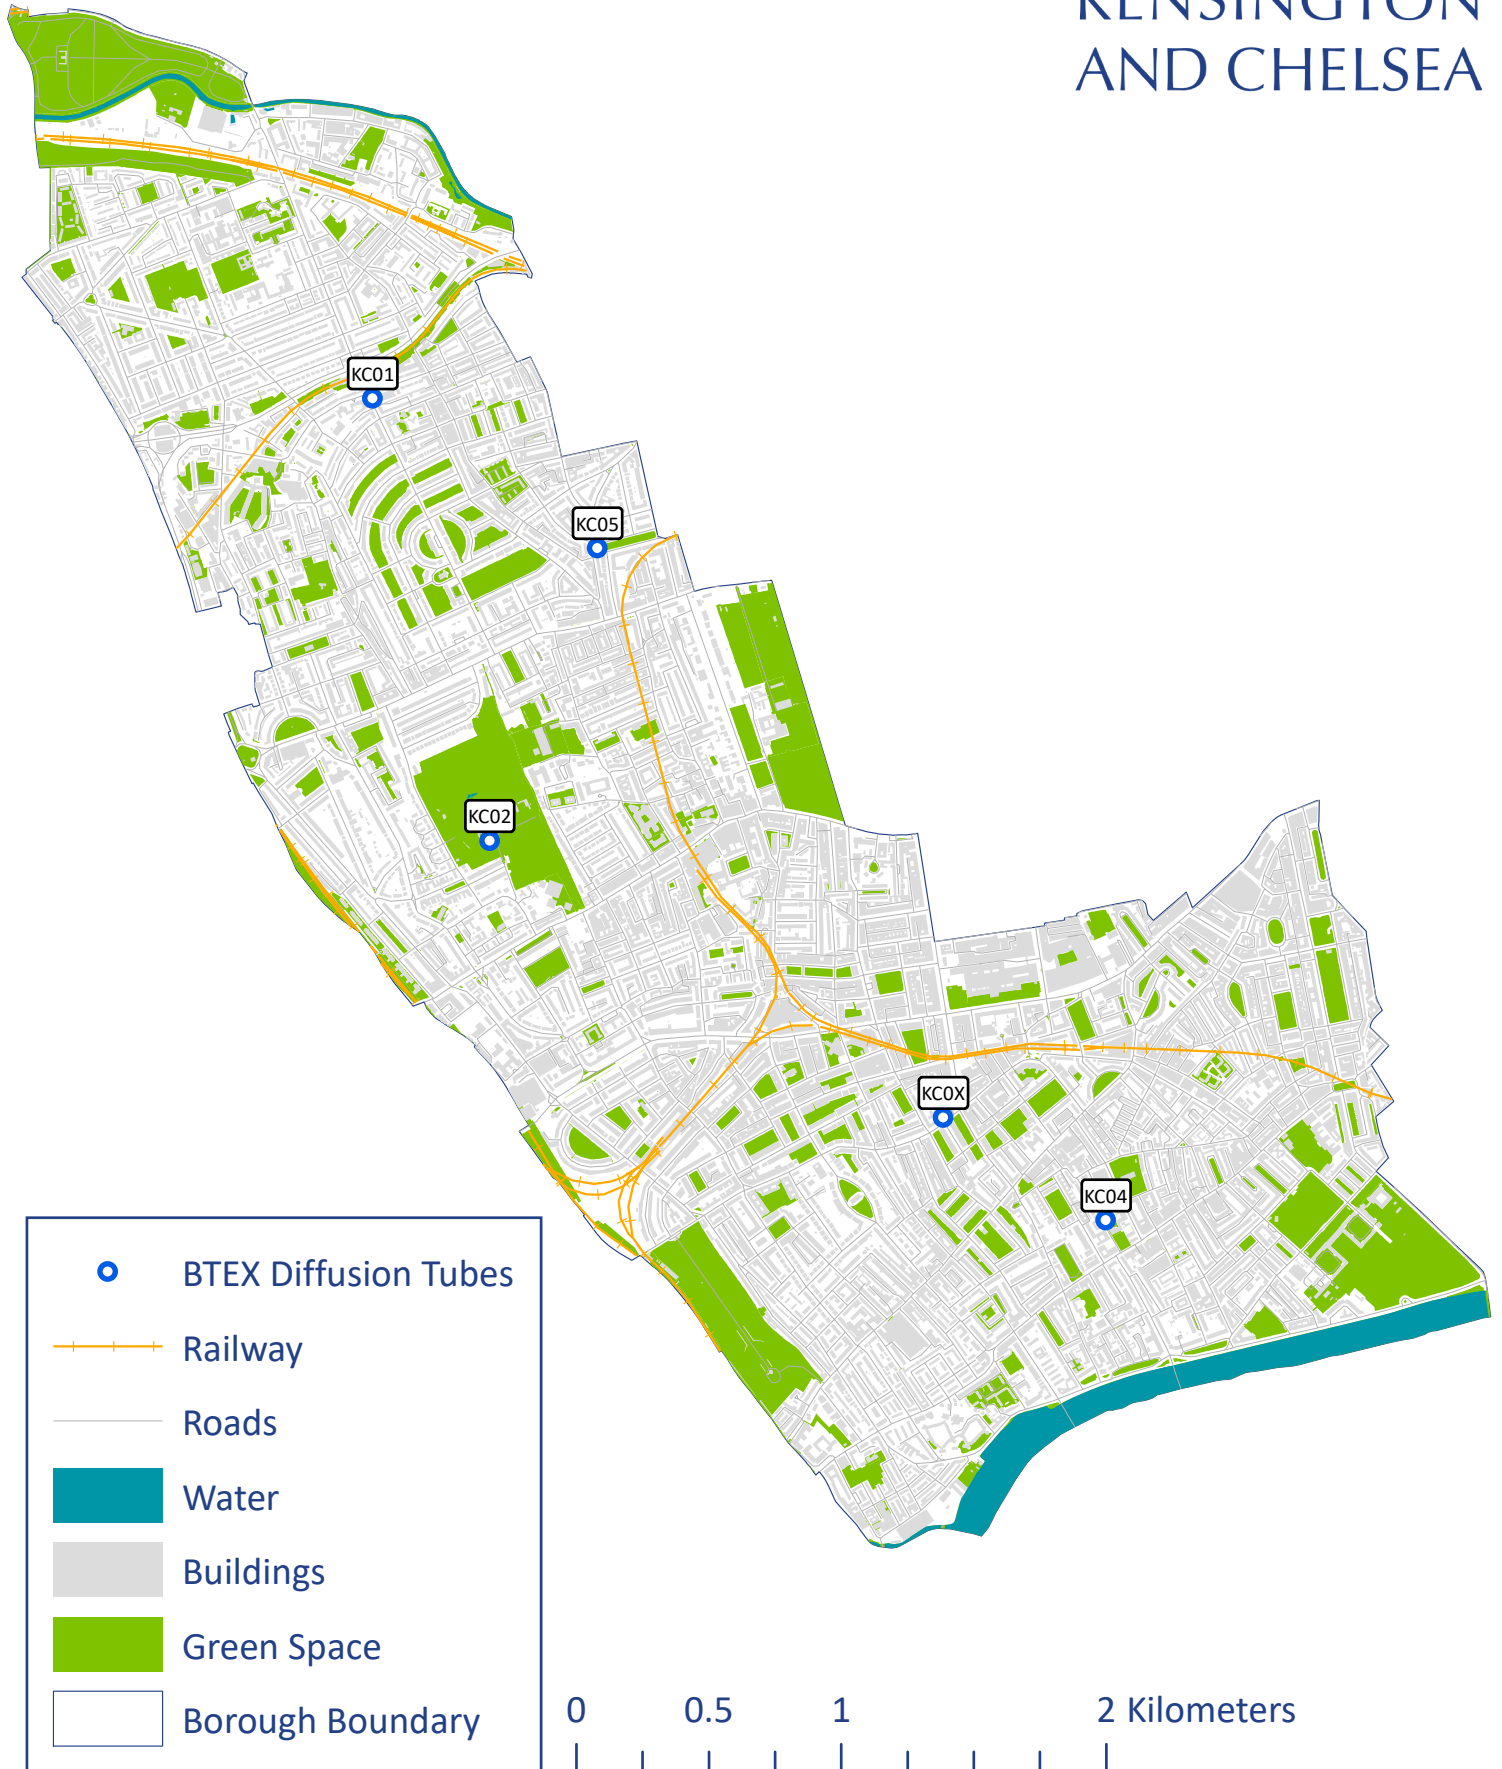 KENSINGTON
AND CHELSEA
KC01
KC05
KC02
KC0X
KC04
BTEX Diffusion Tubes
Railway
Roads
Water
Buildings
Green Space
Borough Boundary
0 0.5 1 2 Kilometers